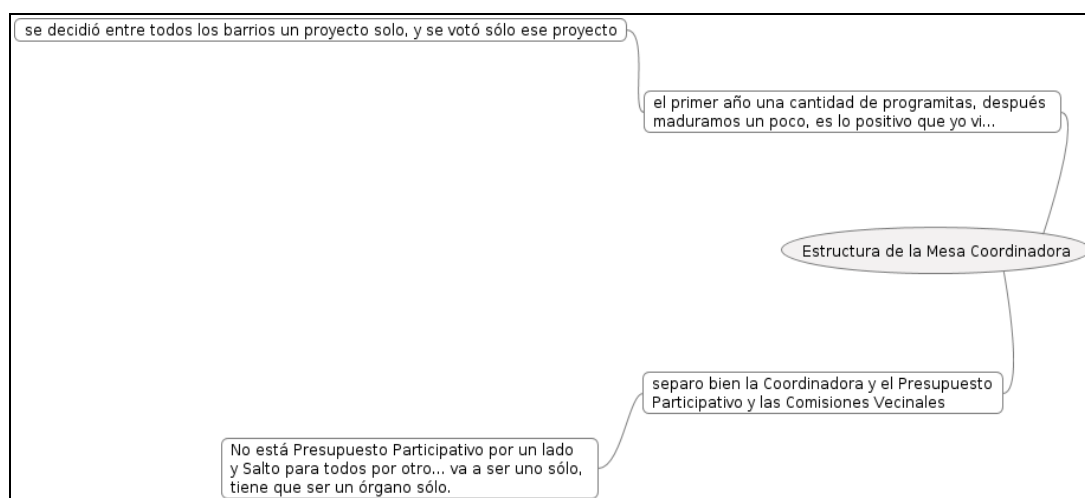 se decidió entre todos los barrios un proyecto solo, y se votó sólo ese proyecto
el primer año una cantidad de programitas, después
maduramos un poco, es lo positivo que yo vi...
Estructura de la Mesa Coordinadora
separo bien la Coordinadora y el Presupuesto
Participativo y las Comisiones Vecinales
No está Presupuesto Participativo por un lado
y Salto para todos por otro... va a ser uno sólo,
tiene que ser un órgano sólo.